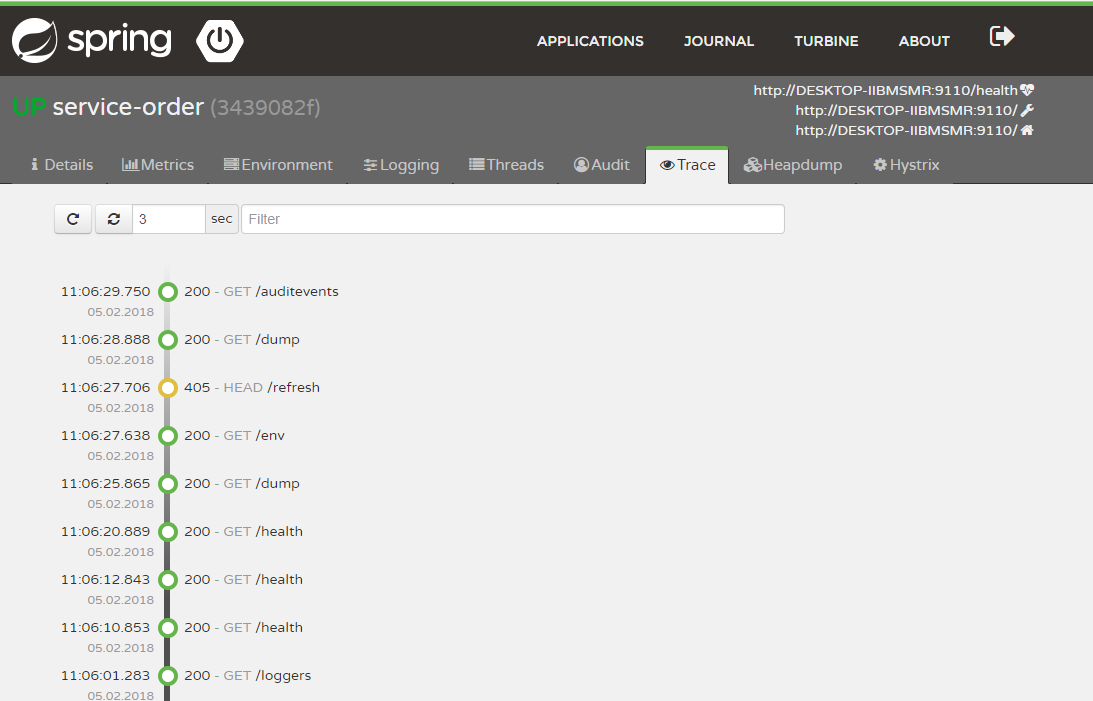 spring APPLICATIONS JOURNAL TURBINE ABOUT
http://DESKTOP-IIBMSMR:9110/health
UP service-order (3439082f)
http://DESKTOP-IIBMSMR:9110/
http://DESKTOP-IIBMSMR:9110/
Details Metrics Environment Logging Threads Audit Trace Heapdump Hystrix
3 sec Filter
11:06:29.750 200 - GET /auditevents
05.02.2018
11:06:28.888 200 - GET /dump
05.02.2018
11:06:27.706 405 - HEAD /refresh
05.02.2018
11:06:27.638 200 - GET /env
05.02.2018
11:06:25.865 200 - GET /dump
05.02.2018
11:06:20.889 200 - GET /health
05.02.2018
11:06:12.843 200 - GET /health
05.02.2018
11:06:10.853 200 - GET /health
05.02.2018
11:06:01.283 200 - GET /loggers
05.02.2018